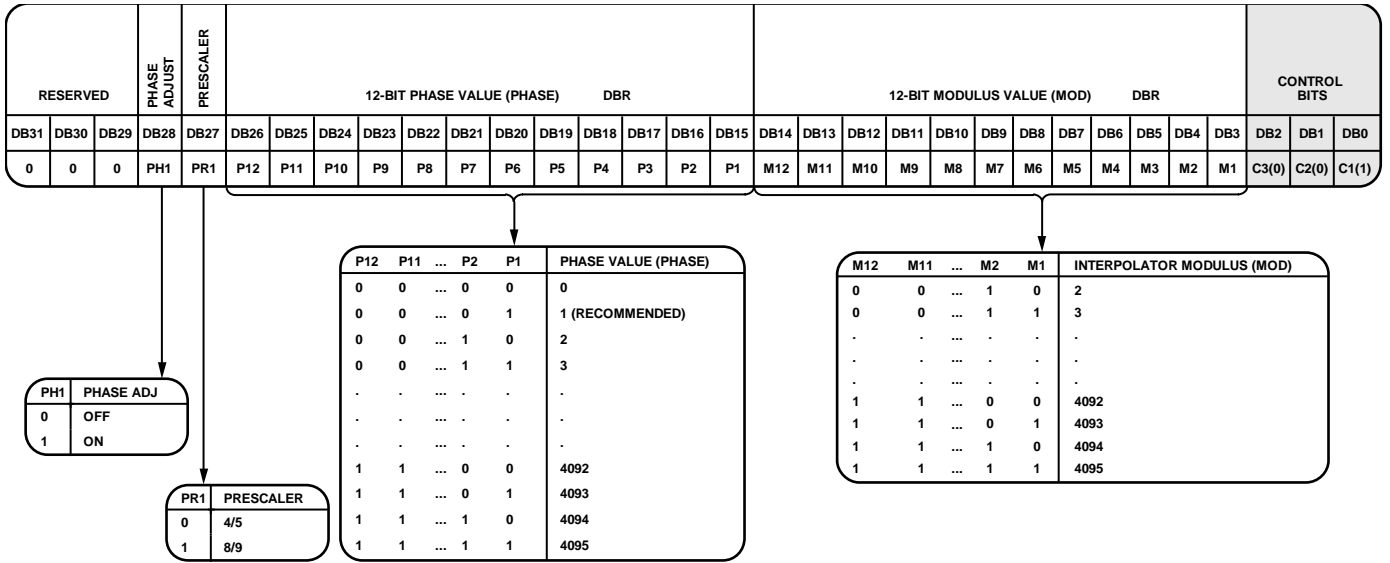 RESERVED PHASE ADJUST PRESCALER 12-BIT PHASE VALUE (PHASE) DBR 12-BIT MODULUS VALUE (MOD) DBR CONTROL BITS
DB31 DB30 DB29 DB28 DB27 DB26 DB25 DB24 DB23 DB22 DB21 DB20 DB19 DB18 DB17 DB16 DB15 DB14 DB13 DB12 DB11 DB10 DB9 DB8 DB7 DB6 DB5 DB4 DB3 DB2 DB1 DB0
0 0 0 PH1 PR1 P12 P11 P10 P9 P8 P7 P6 P5 P4 P3 P2 P1 M12 M11 M10 M9 M8 M7 M6 M5 M4 M3 M2 M1 C3(0) C2(0) C1(1)
P12 P11 ... P2 P1 PHASE VALUE (PHASE)
0 0 ... 0 0 0
0 0 ... 0 1 1 (RECOMMENDED)
0 0 ... 1 0 2
0 0 ... 1 1 3
. . ... . . .
. . ... . . .
. . ... . . .
1 1 ... 0 0 4092
1 1 ... 0 1 4093
1 1 ... 1 0 4094
1 1 ... 1 1 4095
M12 M11 ... M2 M1 INTERPOLATOR MODULUS (MOD)
0 0 ... 1 0 2
0 0 ... 1 1 3
. . ... . . .
. . ... . . .
. . ... . . .
1 1 ... 0 0 4092
1 1 ... 0 1 4093
1 1 ... 1 0 4094
1 1 ... 1 1 4095
PH1 PHASE ADJ
0 OFF
1 ON
PR1 PRESCALER
0 4/5
1 8/9